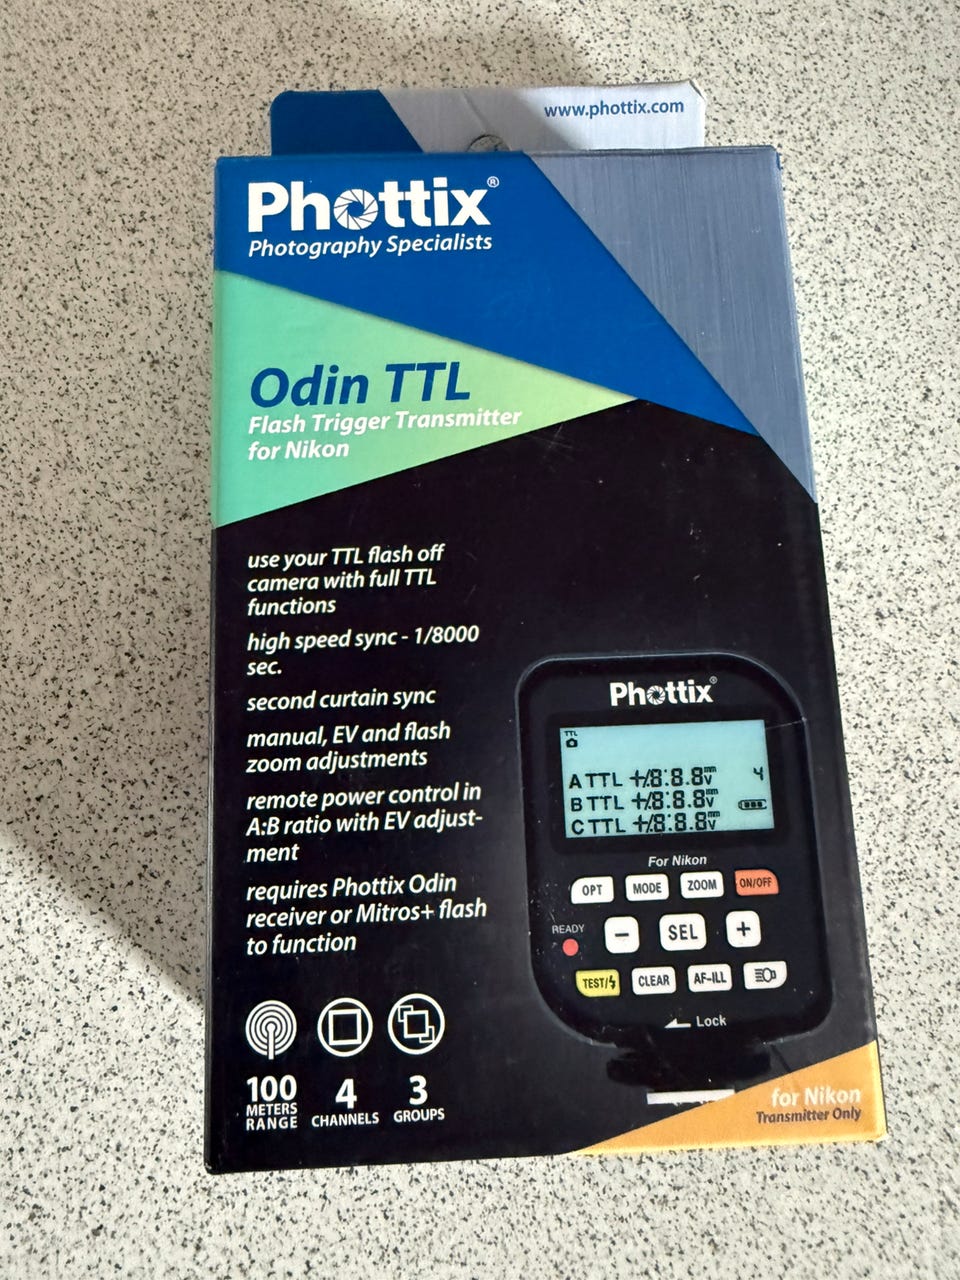 www.phottix.com
Phottix®
Photography Specialists
Odin TTL
Flash Trigger Transmitter
for Nikon
use your TTL flash off
camera with full TTL
functions
high speed sync - 1/8000
sec.
second curtain sync
manual, EV and flash
zoom adjustments
remote power control in
A:B ratio with EV adjust-
ment
requires Phottix Odin
receiver or Mitros+ flash
to function
100
METERS
RANGE
4
CHANNELS
3
GROUPS
Phottix®
TTL
A TTL +/8.8.8 mm V 4
B TTL +/8.8.8 mm V
C TTL +/8.8.8 mm V
For Nikon
OPT MODE ZOOM ON/OFF
READY - SEL +
TEST/ CLEAR AF-ILL
Lock
for Nikon
Transmitter Only